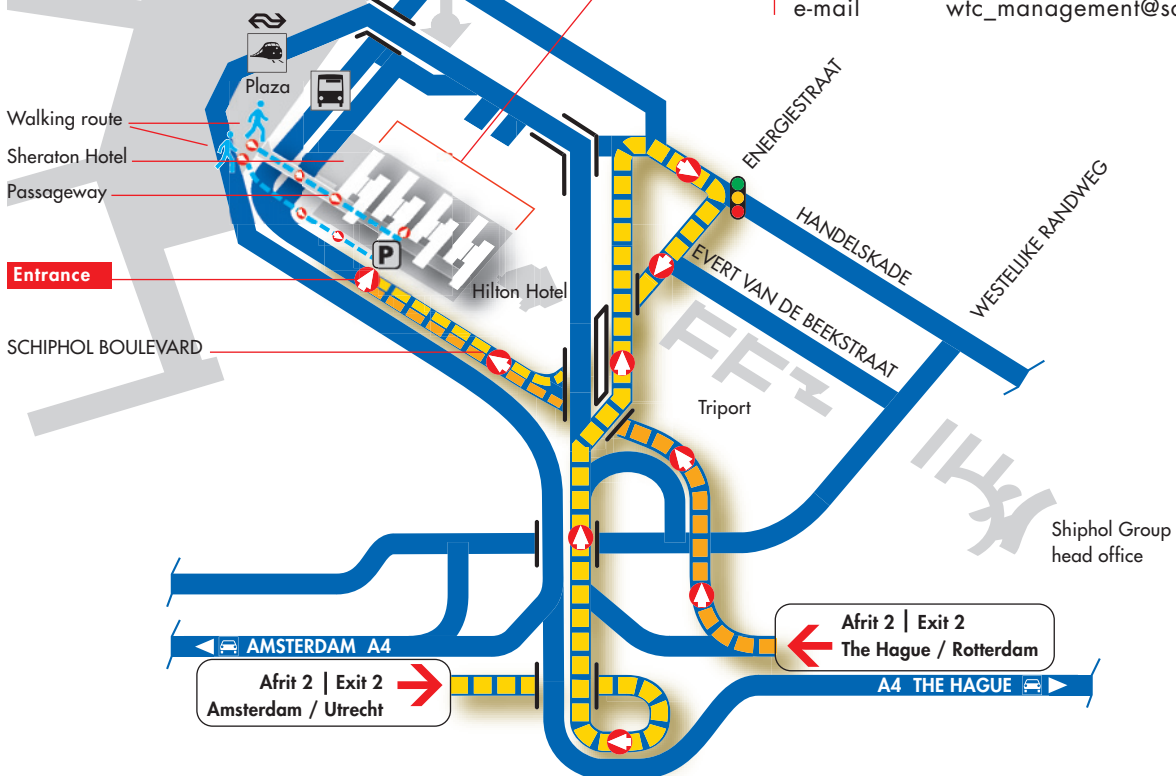 e-mail wtc_management@sc
Plaza
Walking route
Sheraton Hotel
Passageway
Entrance
SCHIPHOL BOULEVARD
P
Hilton Hotel
ENERGIESTRAAT
HANDELSKADE
WESTELIJKE RANDWEG
EVERT VAN DE BEEKSTRAAT
Triport
Shiphol Group
head office
Afrit 2 | Exit 2
The Hague / Rotterdam
AMSTERDAM A4
Afrit 2 | Exit 2
Amsterdam / Utrecht
A4 THE HAGUE